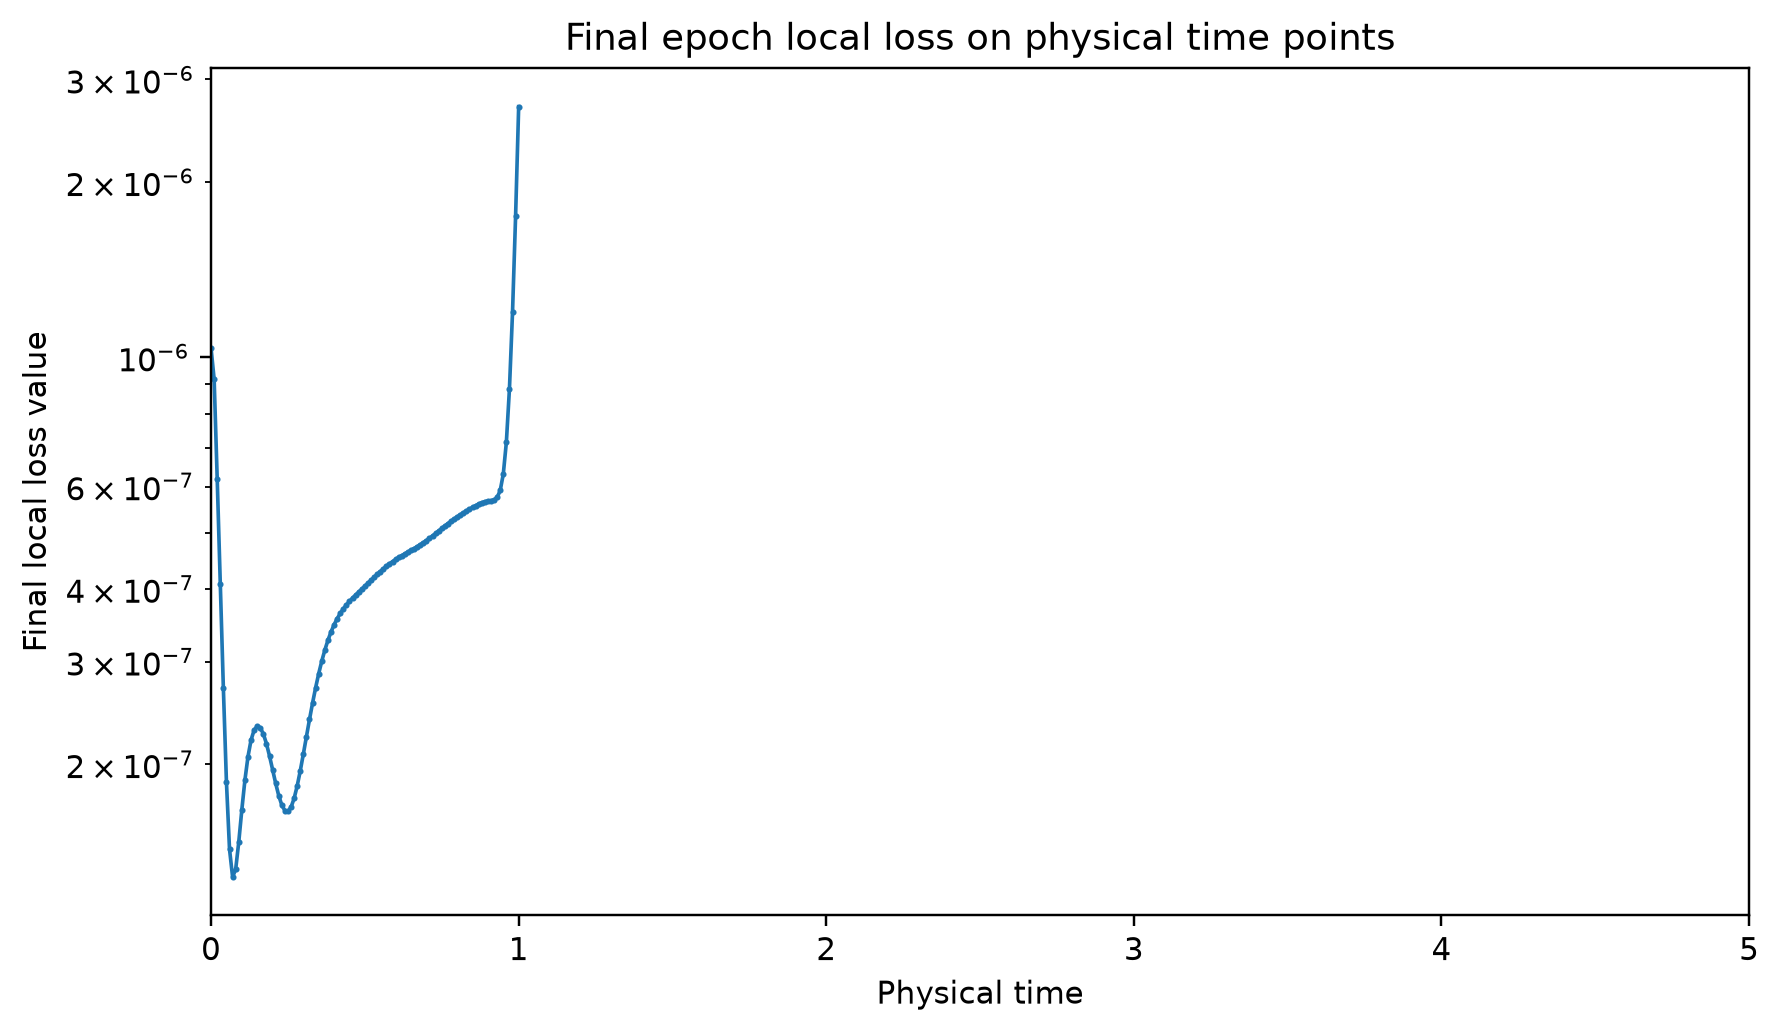 Final epoch local loss on physical time points
3 × 10⁻⁶
2 × 10⁻⁶
10⁻⁶
6 × 10⁻⁷
4 × 10⁻⁷
3 × 10⁻⁷
2 × 10⁻⁷
Final local loss value
0 1 2 3 4 5
Physical time